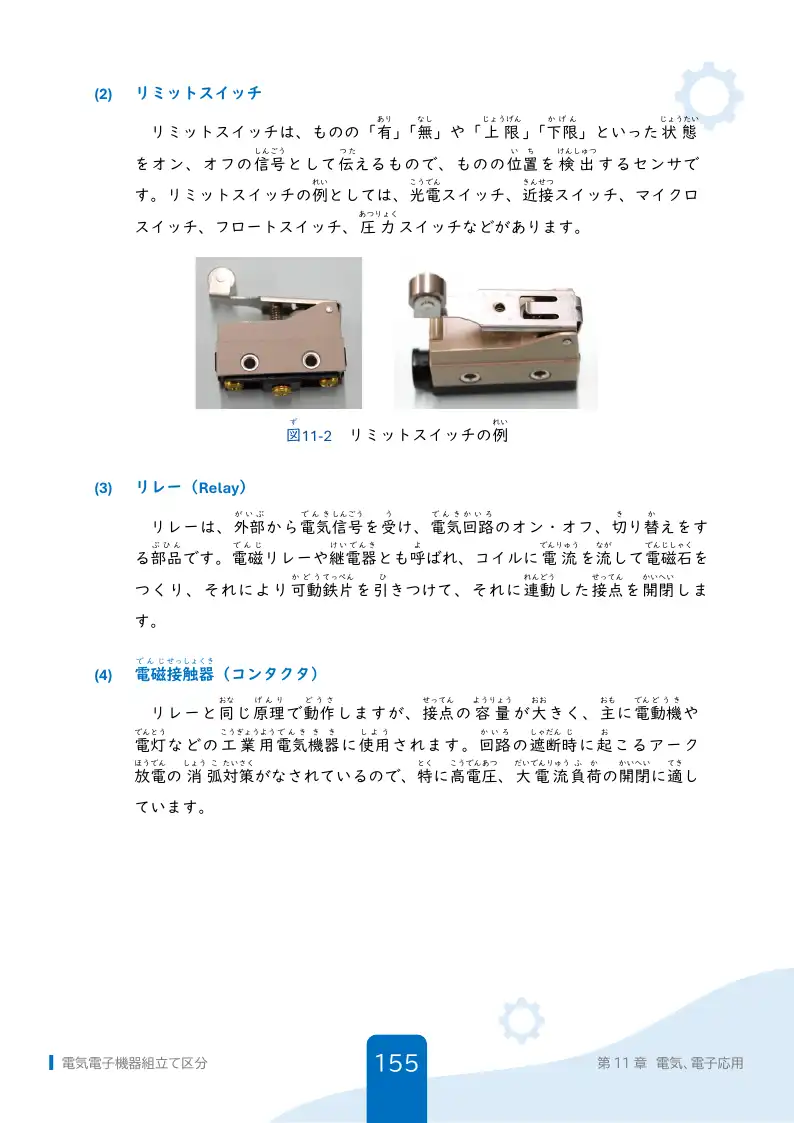 (2) リミットスイッチ
リミットスイッチは、ものの「有」「無」や「上限」「下限」といった状態
をオン、オフの信号として伝えるもので、ものの位置を検出するセンサで
す。リミットスイッチの例としては、光電スイッチ、近接スイッチ、マイクロ
スイッチ、フロートスイッチ、圧力スイッチなどがあります。
図11-2 リミットスイッチの例
(3) リレー（Relay）
リレーは、外部から電気信号を受け、電気回路のオン・オフ、切り替えをす
る部品です。電磁リレーや継電器とも呼ばれ、コイルに電流を流して電磁石を
つくり、それにより可動鉄片を引きつけて、それに連動した接点を開閉しま
す。
(4) 電磁接触器（コンタクタ）
リレーと同じ原理で動作しますが、接点の容量が大きく、主に電動機や
電灯などの工業用電気機器に使用されます。回路の遮断時に起こるアーク
放電の消弧対策がなされているので、特に高電圧、大電流負荷の開閉に適し
ています。
電気電子機器組立て区分
155
第11章 電気、電子応用